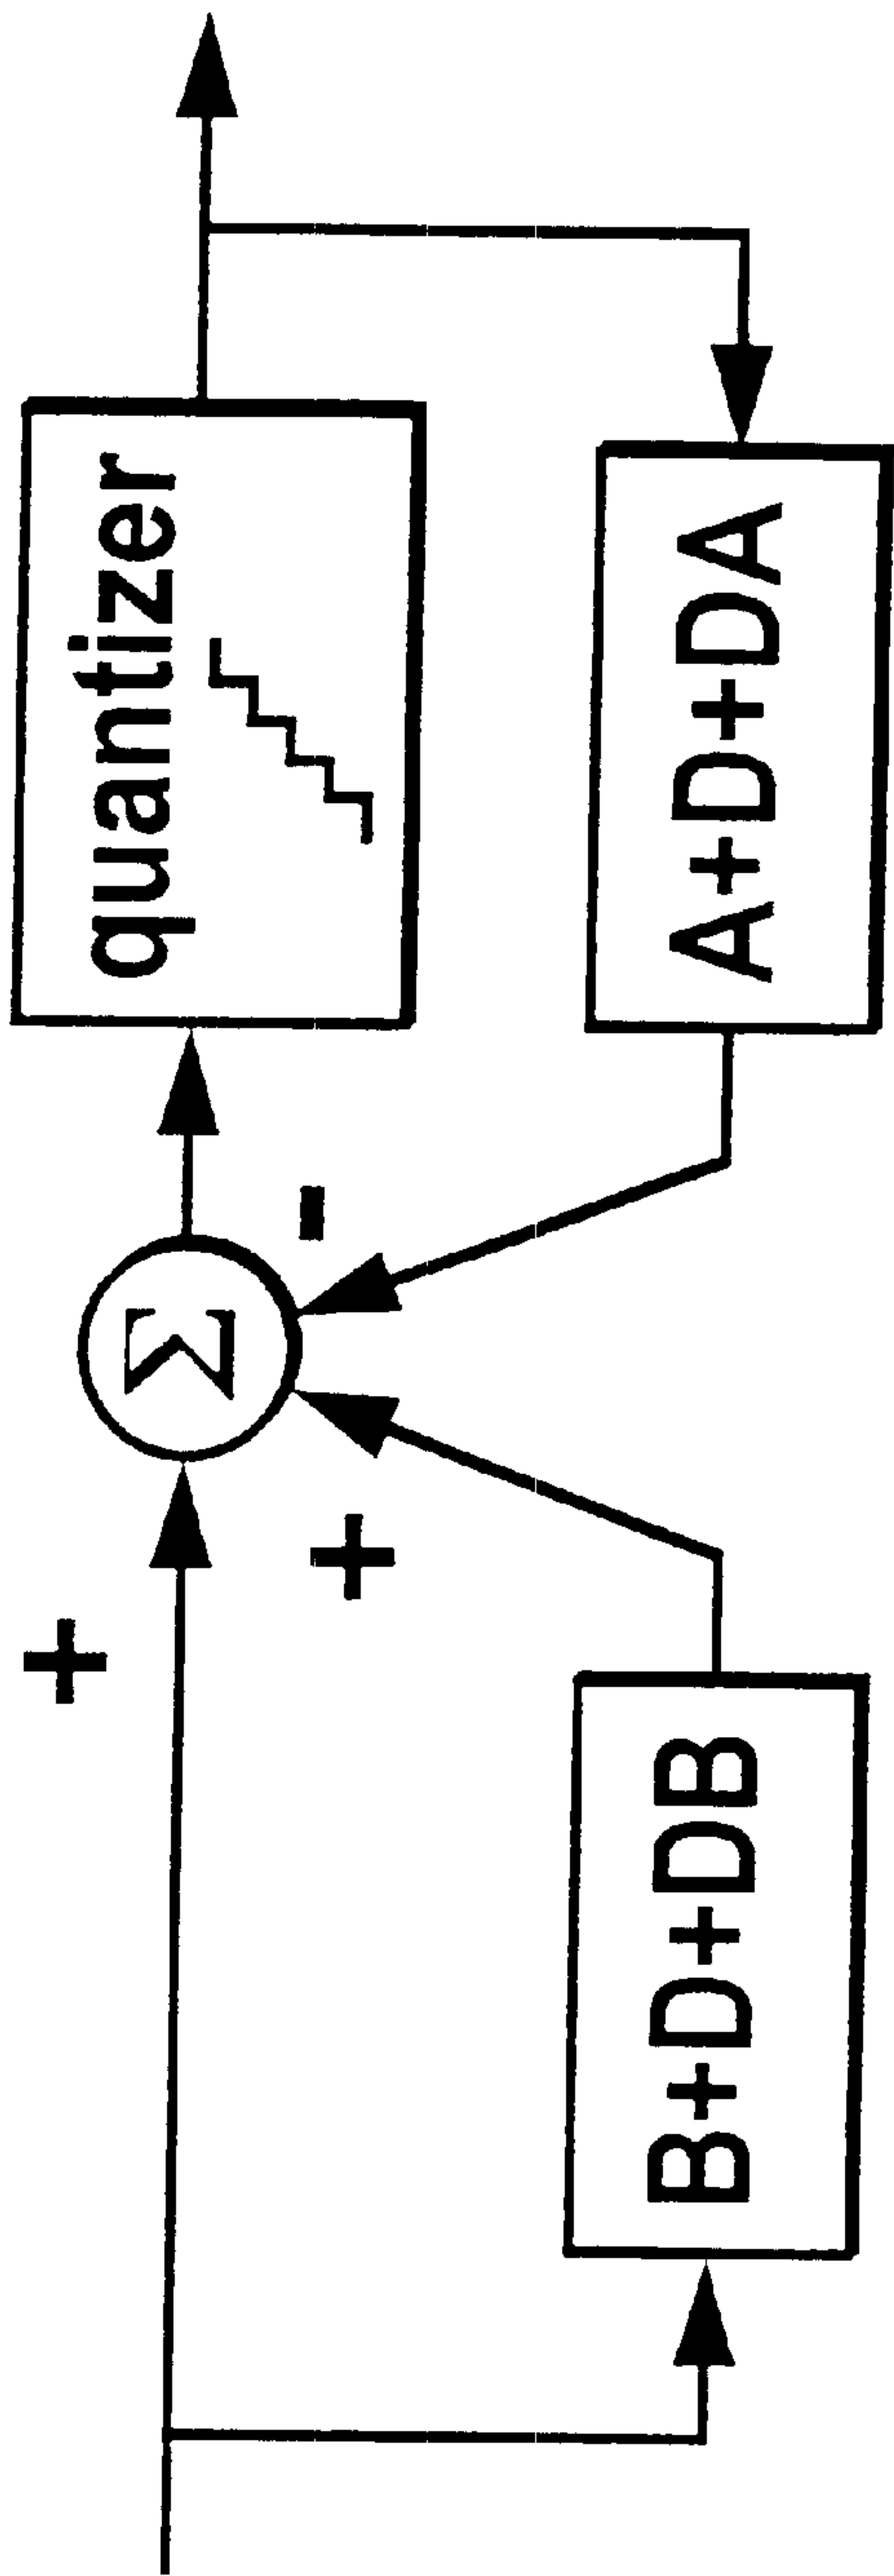 +
Σ
+
-
quantizer
B+D+DB
A+D+DA